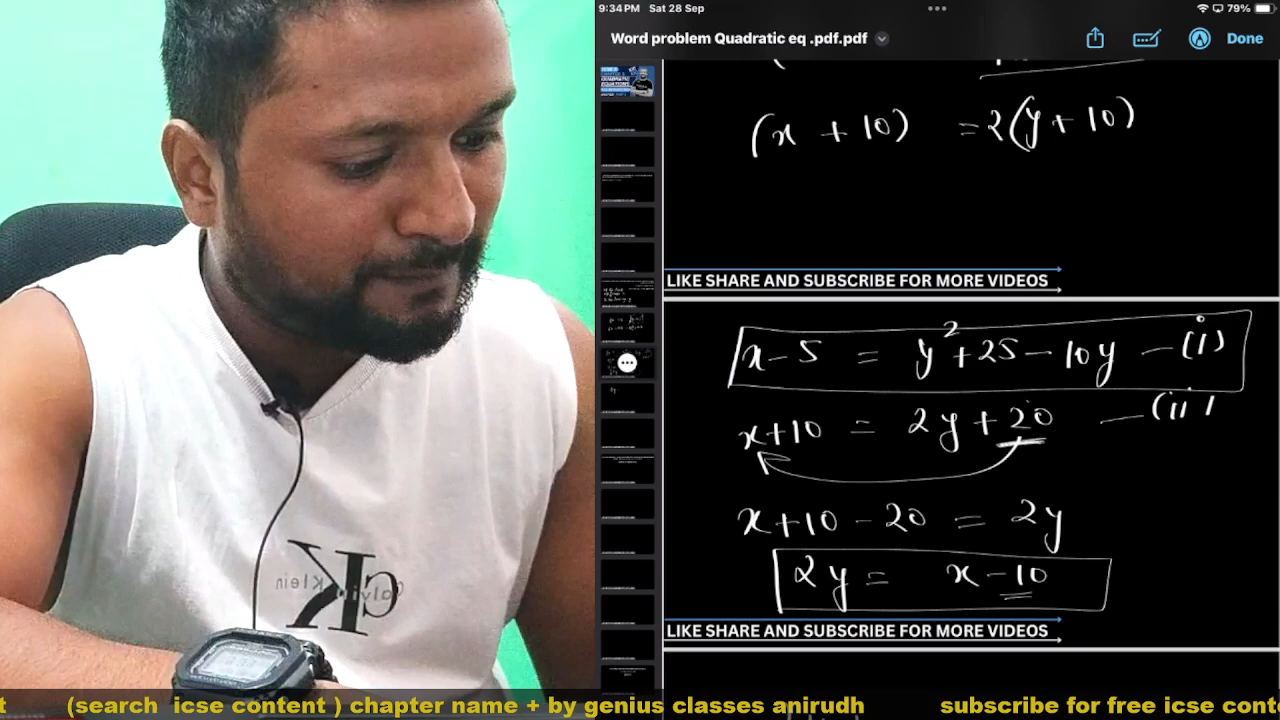 9:34 PM Sat 28 Sep
79%
Word problem Quadratic eq .pdf.pdf
Done
(x + 10) = 2(y + 10)
LIKE SHARE AND SUBSCRIBE FOR MORE VIDEOS
x - 5 = y² + 25 - 10y - (i)
x + 10 = 2y + 20 - (ii)
x + 10 - 20 = 2y
2y = x - 10
LIKE SHARE AND SUBSCRIBE FOR MORE VIDEOS
CK
Calvin Klein
t (search icse content ) chapter name + by genius classes anirudh subscribe for free icse cont